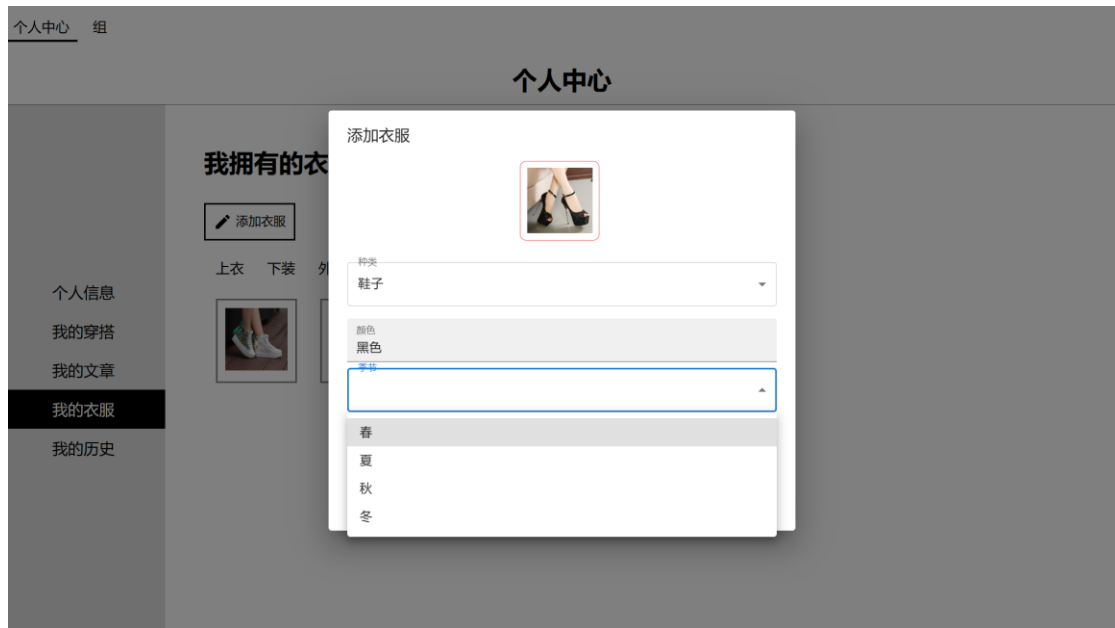 个人中心 组
个人中心
添加衣服
我拥有的衣
添加衣服
上衣 下装 外
种类
鞋子
颜色
黑色
季节
春
夏
秋
冬
个人信息
我的穿搭
我的文章
我的衣服
我的历史